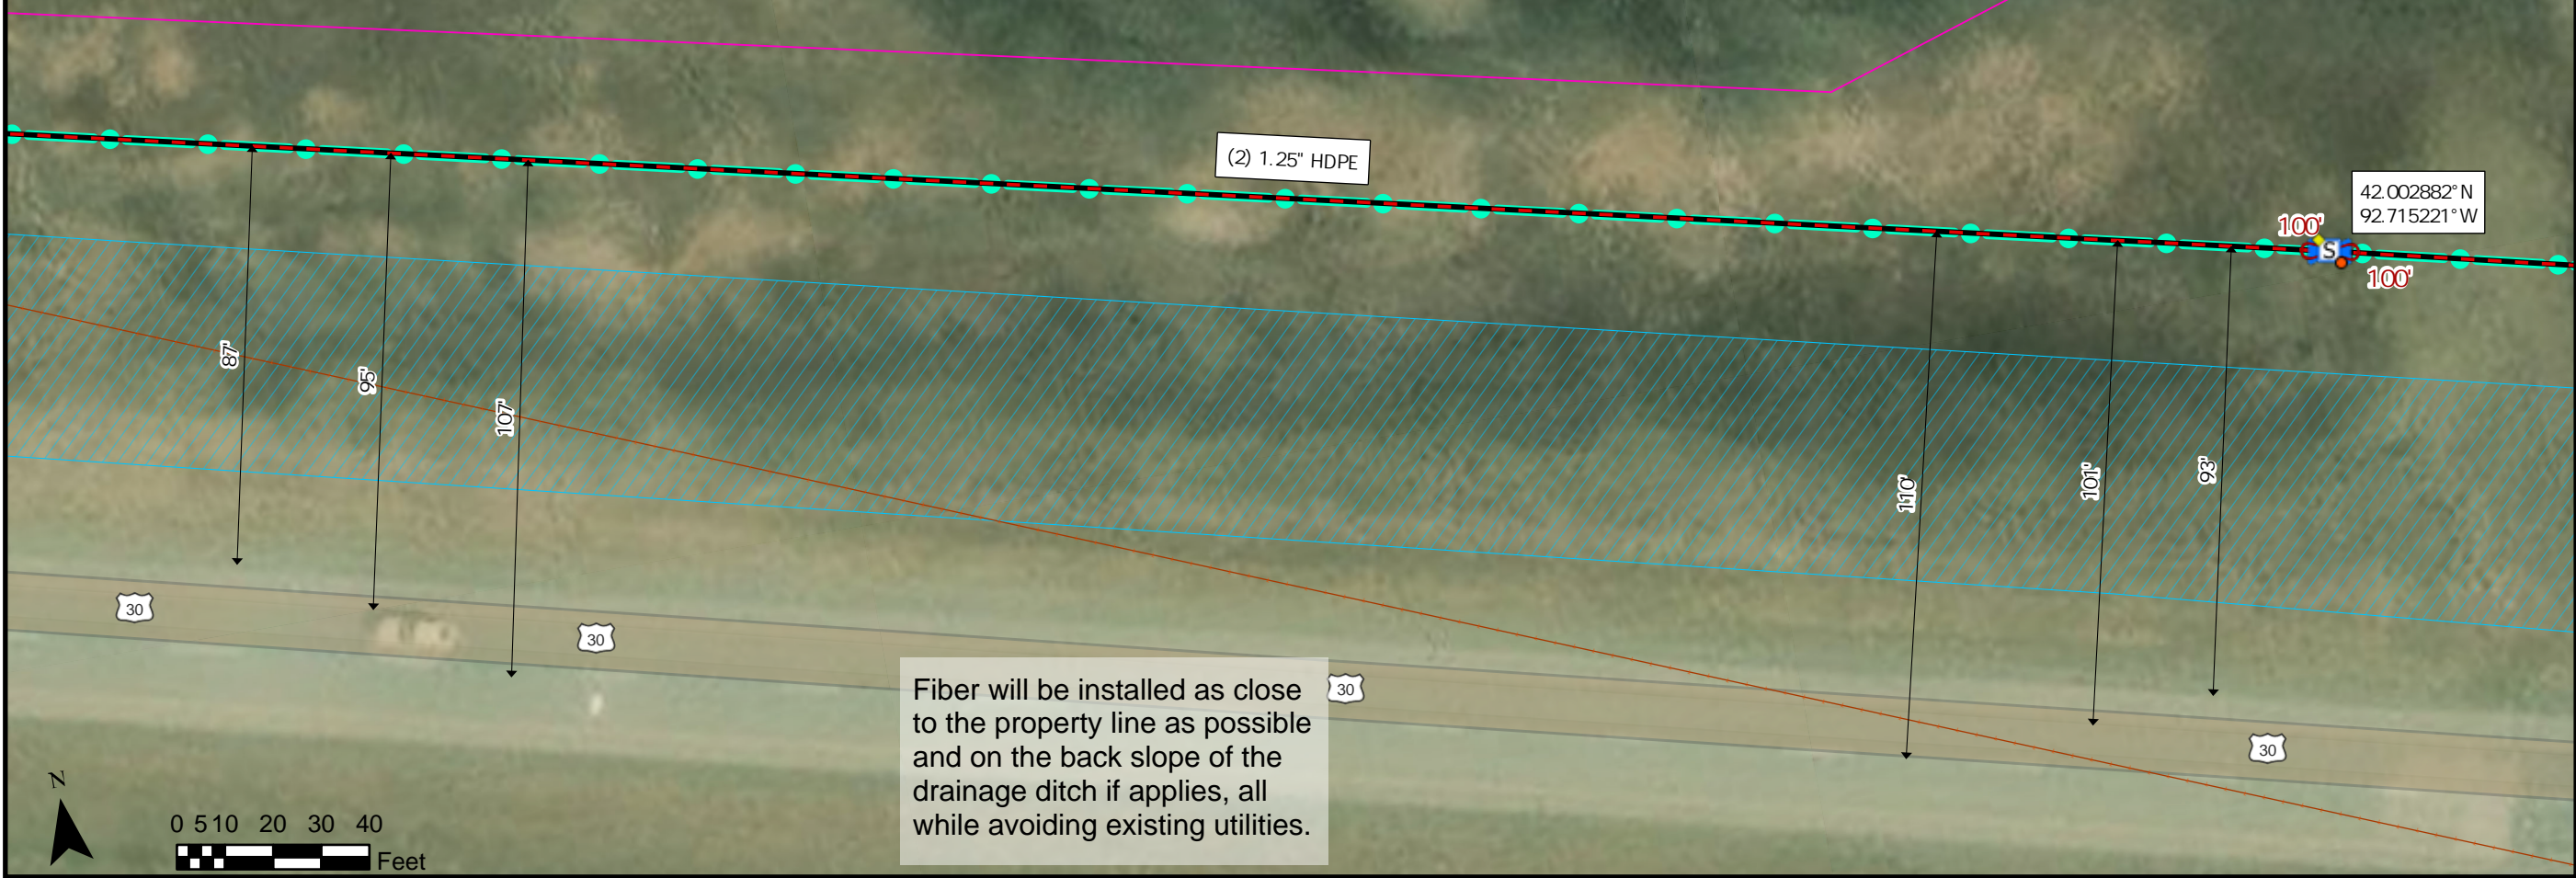 (2) 1.25" HDPE
42.002882° N
92.715221° W
100'
S
100'
87'
95'
107'
110'
101'
93'
30
30
30
30
Fiber will be installed as close
to the property line as possible
and on the back slope of the
drainage ditch if applies, all
while avoiding existing utilities.
N
0 5 10 20 30 40
Feet